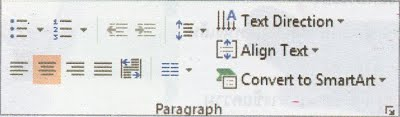 Text Direction
Align Text
Convert to SmartArt
Paragraph